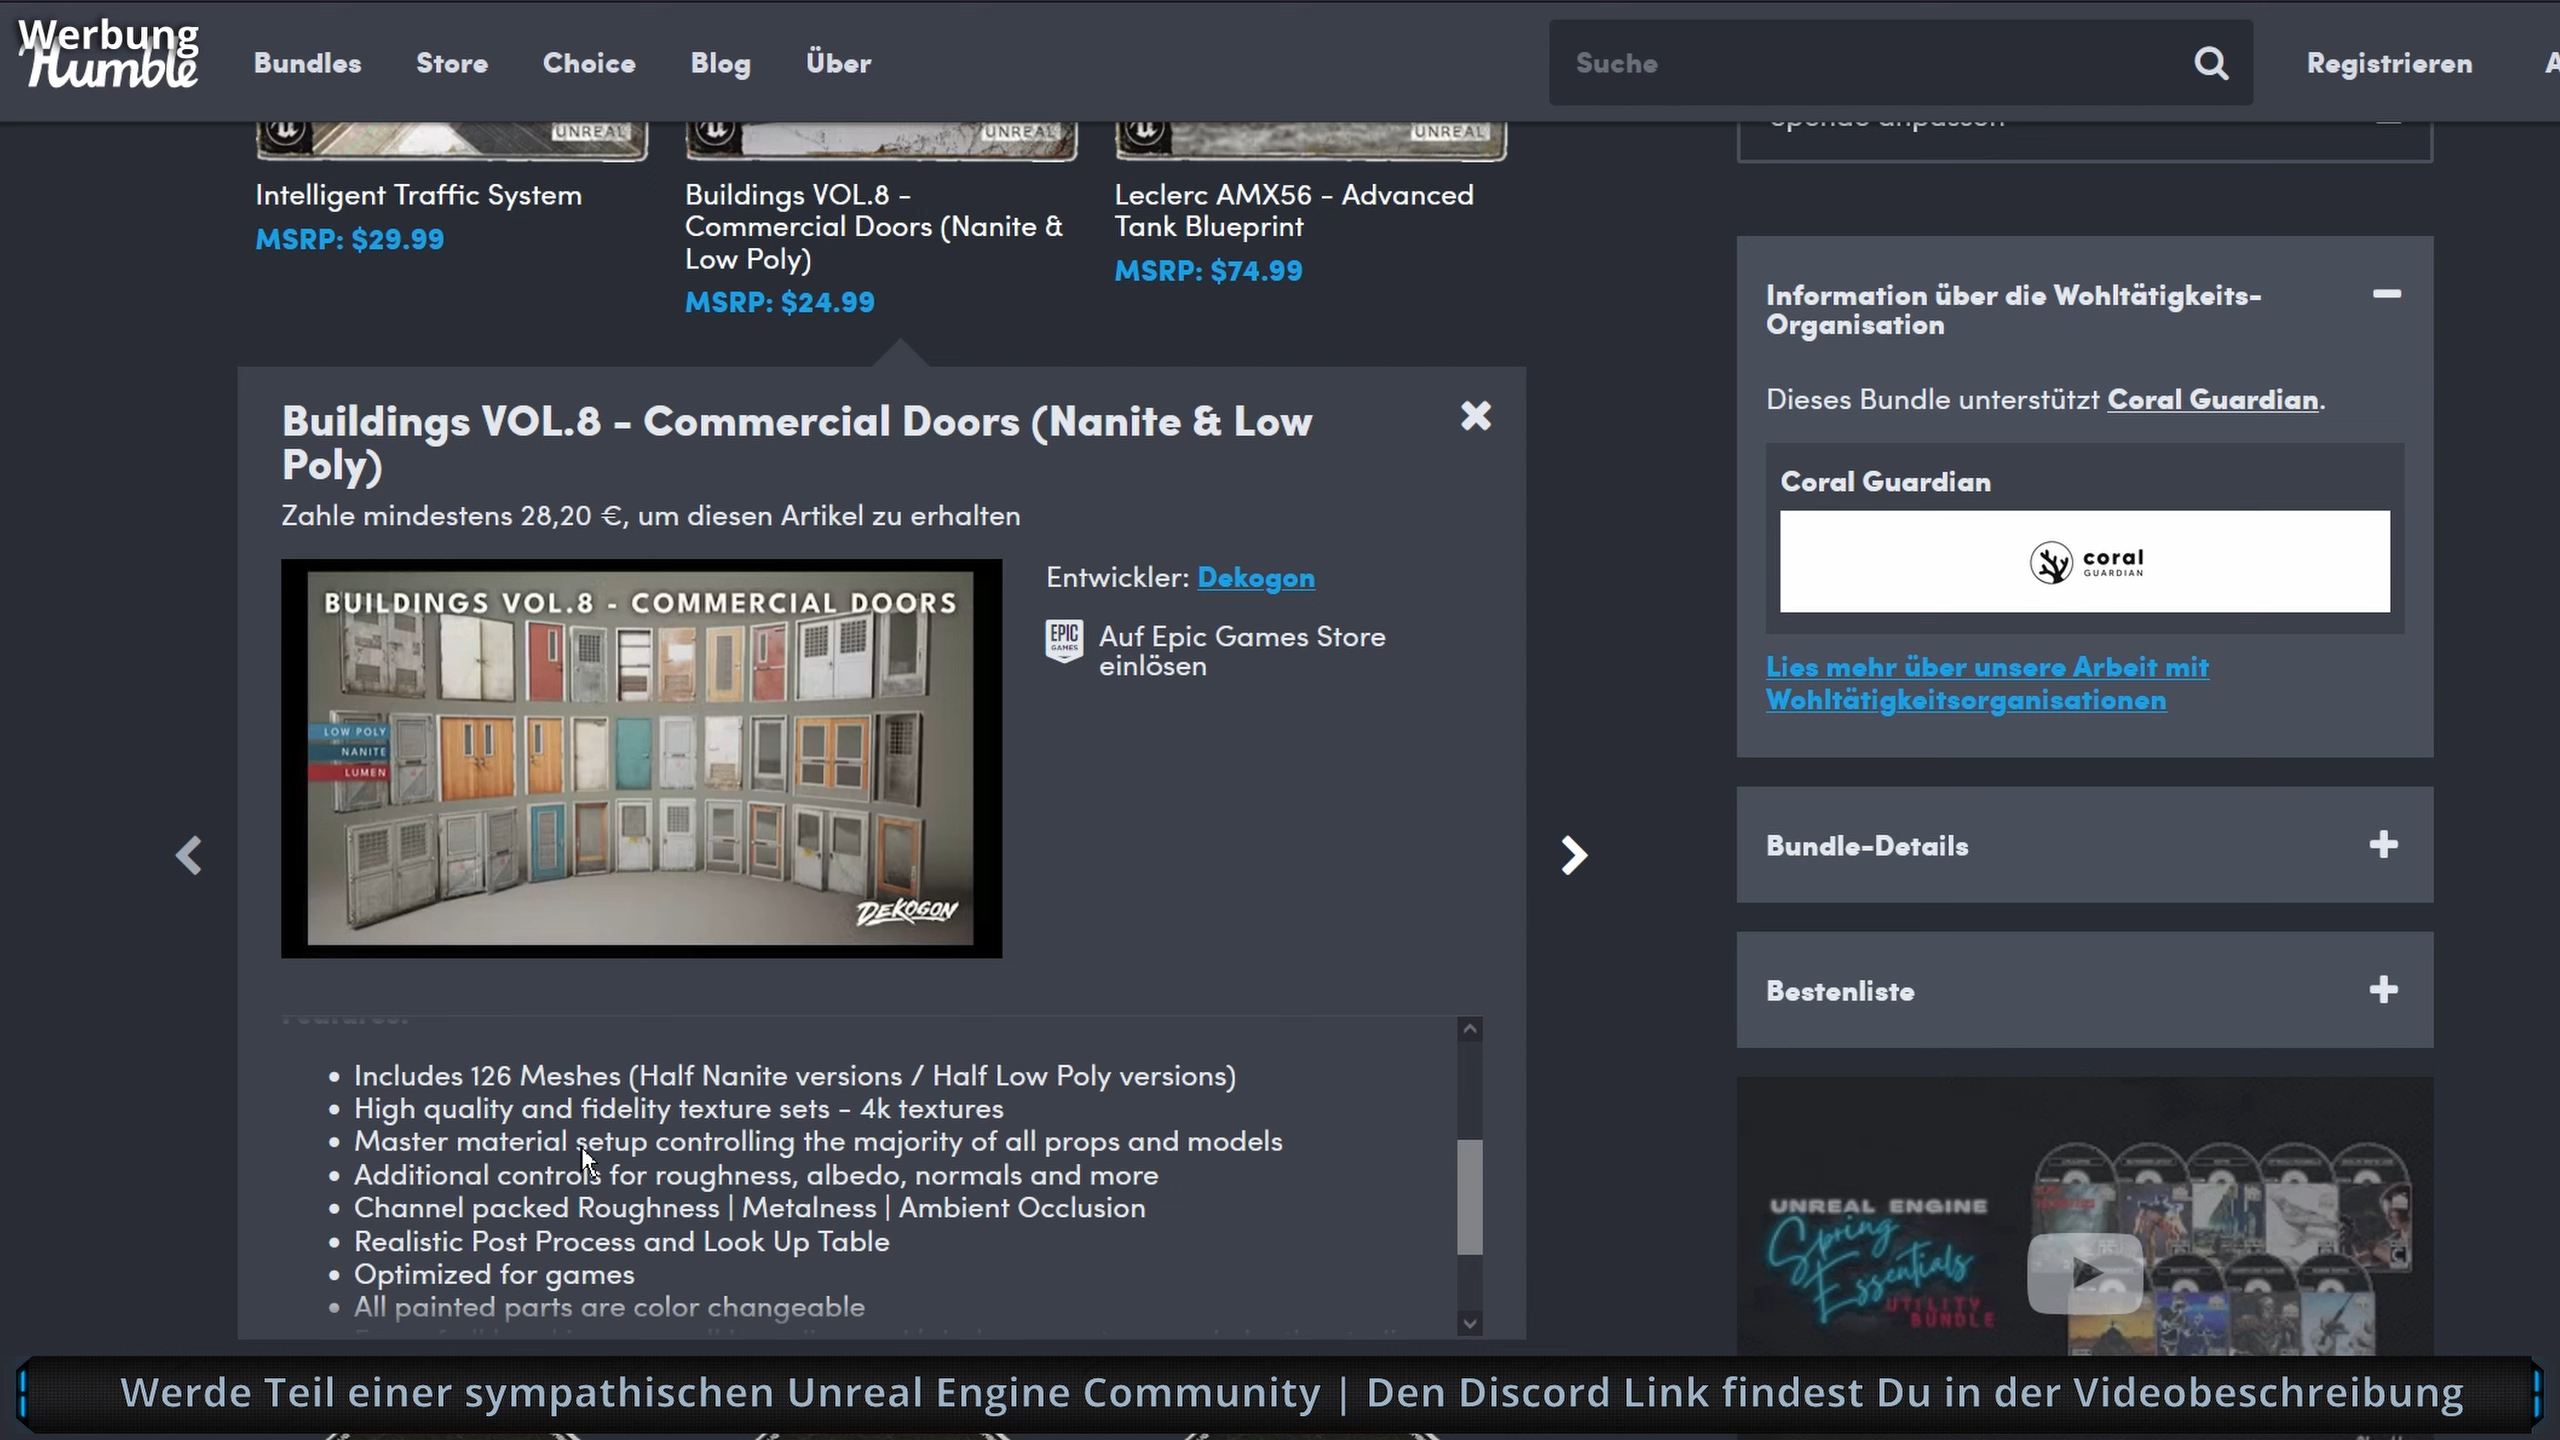 Werbung
Humble
Bundles
Store
Choice
Blog
Über
Suche
Registrieren
UNREAL
UNREAL
UNREAL
Intelligent Traffic System
MSRP: $29.99
Buildings VOL.8 -
Commercial Doors (Nanite &
Low Poly)
MSRP: $24.99
Leclerc AMX56 - Advanced
Tank Blueprint
MSRP: $74.99
Buildings VOL.8 - Commercial Doors (Nanite & Low
Poly)
Zahle mindestens 28,20 €, um diesen Artikel zu erhalten
BUILDINGS VOL.8 - COMMERCIAL DOORS
LOW POLY
NANITE
LUMEN
DEKOGON
Entwickler: Dekogon
EPIC
GAMES
Auf Epic Games Store
einlösen
• Includes 126 Meshes (Half Nanite versions / Half Low Poly versions)
• High quality and fidelity texture sets - 4k textures
• Master material setup controlling the majority of all props and models
• Additional controls for roughness, albedo, normals and more
• Channel packed Roughness | Metalness | Ambient Occlusion
• Realistic Post Process and Look Up Table
• Optimized for games
• All painted parts are color changeable
Spende anpassen
Information über die Wohltätigkeits-
Organisation
Dieses Bundle unterstützt Coral Guardian.
Coral Guardian
coral
GUARDIAN
Lies mehr über unsere Arbeit mit
Wohltätigkeitsorganisationen
Bundle-Details
Bestenliste
UNREAL ENGINE
Spring
Essentials
UTILITY
BUNDLE
Werde Teil einer sympathischen Unreal Engine Community | Den Discord Link findest Du in der Videobeschreibung